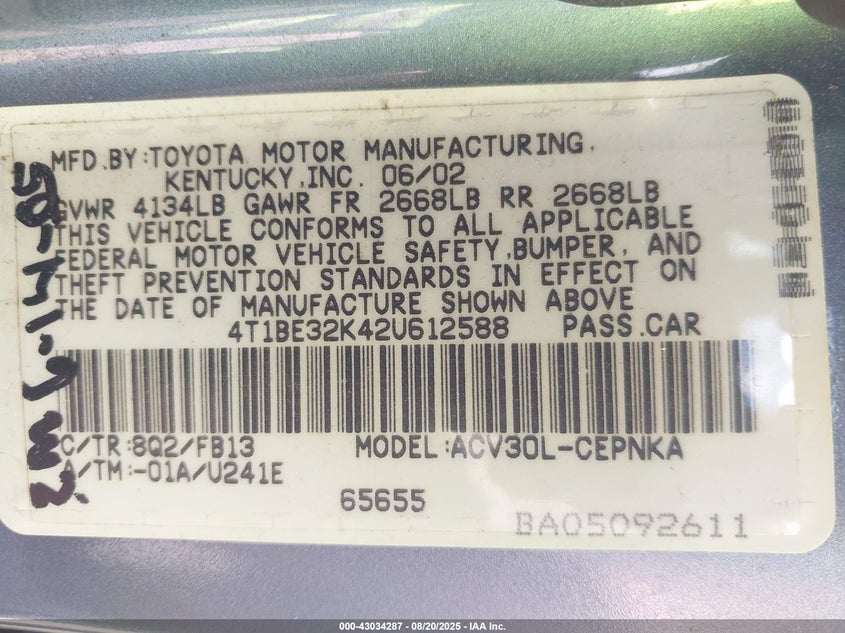 MFD.BY:TOYOTA MOTOR MANUFACTURING,
KENTUCKY,INC. 06/02
GVWR 4134LB GAWR FR 2668LB RR 2668LB
THIS VEHICLE CONFORMS TO ALL APPLICABLE
FEDERAL MOTOR VEHICLE SAFETY,BUMPER, AND
THEFT PREVENTION STANDARDS IN EFFECT ON
THE DATE OF MANUFACTURE SHOWN ABOVE
4T1BE32K42U612588 PASS.CAR
C/TR:8Q2/FB13 MODEL:ACV30L-CEPNKA
A/TM:-01A/U241E
65655
BA05092611
000-43034287 - 08/20/2025 - IAA Inc.